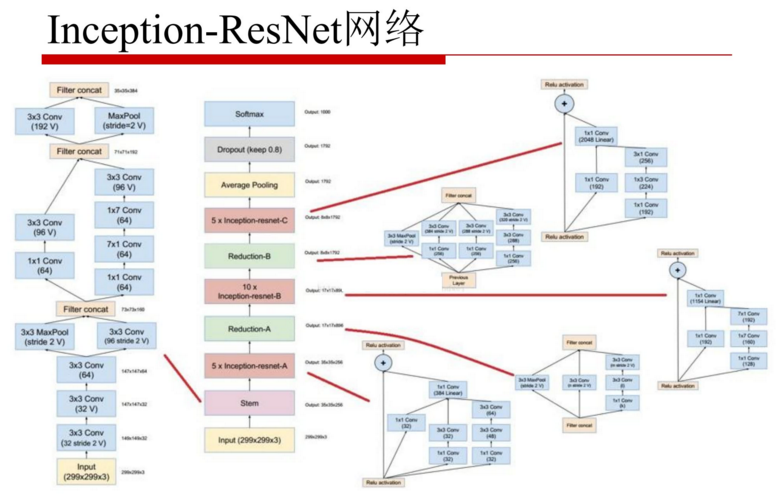 Inception-ResNet网络
Filter concat
35x35x384
3x3 Conv
(192 V)
MaxPool
(stride=2 V)
Filter concat
71x71x192
3x3 Conv
(96 V)
1x7 Conv
(64)
3x3 Conv
(96 V)
7x1 Conv
(64)
1x1 Conv
(64)
1x1 Conv
(64)
Filter concat
73x73x160
3x3 MaxPool
(stride 2 V)
3x3 Conv
(96 stride 2 V)
3x3 Conv
(64)
147x147x64
3x3 Conv
(32 V)
147x147x32
3x3 Conv
(32 stride 2 V)
149x149x32
Input
(299x299x3)
299x299x3
Softmax
Output: 1000
Dropout (keep 0.8)
Output: 1792
Average Pooling
Output: 1792
5 x Inception-resnet-C
Output: 8x8x1792
Reduction-B
Output: 8x8x1792
10 x
Inception-resnet-B
Reduction-A
5 x Inception-resnet-A
Output: 35x35x256
Stem
Output: 35x35x256
Input (299x299x3)
299x299x3
Relu activation
+
1x1 Conv
(2048 Linear)
3x1 Conv
(256)
1x1 Conv
(192)
1x3 Conv
(224)
1x1 Conv
(192)
Relu activation
Filter concat
3x3 MaxPool
(stride 2 V)
3x3 Conv
(384 stride 2 V)
3x3 Conv
(288 stride 2 V)
3x3 Conv
(320 stride 2 V)
3x3 Conv
(288)
1x1 Conv
(256)
1x1 Conv
(256)
1x1 Conv
(256)
Previous
Layer
Relu activation
+
1x1 Conv
(1154 Linear)
7x1 Conv
(192)
1x1 Conv
(192)
1x7 Conv
(160)
1x1 Conv
(128)
Relu activation
Relu activation
+
1x1 Conv
(384 Linear)
1x1 Conv
(32)
3x3 Conv
(64)
3x3 Conv
(32)
3x3 Conv
(48)
1x1 Conv
(32)
1x1 Conv
(32)
Relu activation
Filter concat
3x3 MaxPool
(stride 2 V)
3x3 Conv
(n stride 2 V)
3x3 Conv
3x3 Conv
(l)
1x1 Conv
(k)
Filter concat